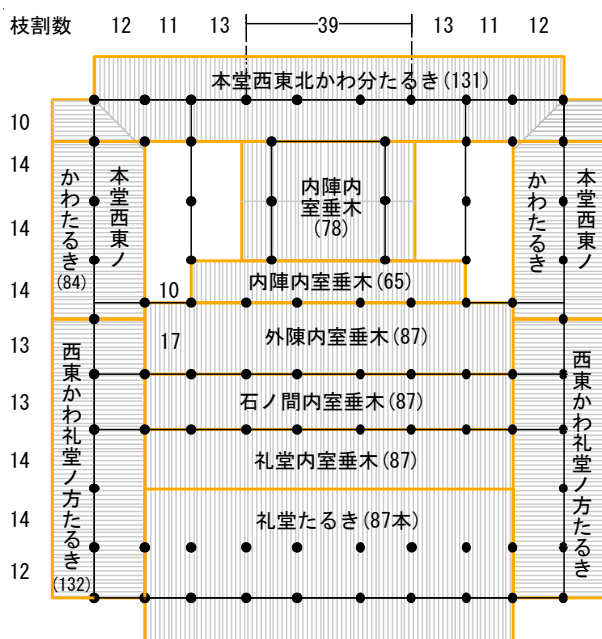 枝割数 12 11 13 39 13 11 12
本堂西東北かわ分たるき(131)
10
14
14
14
13
13
14
14
12
本堂西東ノ
かわたるき
(84)
内陣内
室垂木
(78)
本堂西東ノ
かわたるき
内陣内室垂木(65)
10
17
外陳内室垂木(87)
石ノ間内室垂木(87)
礼堂内室垂木(87)
礼堂たるき(87本)
西東かわ礼堂ノ方たるき
(132)
西東かわ礼堂ノ方たるき